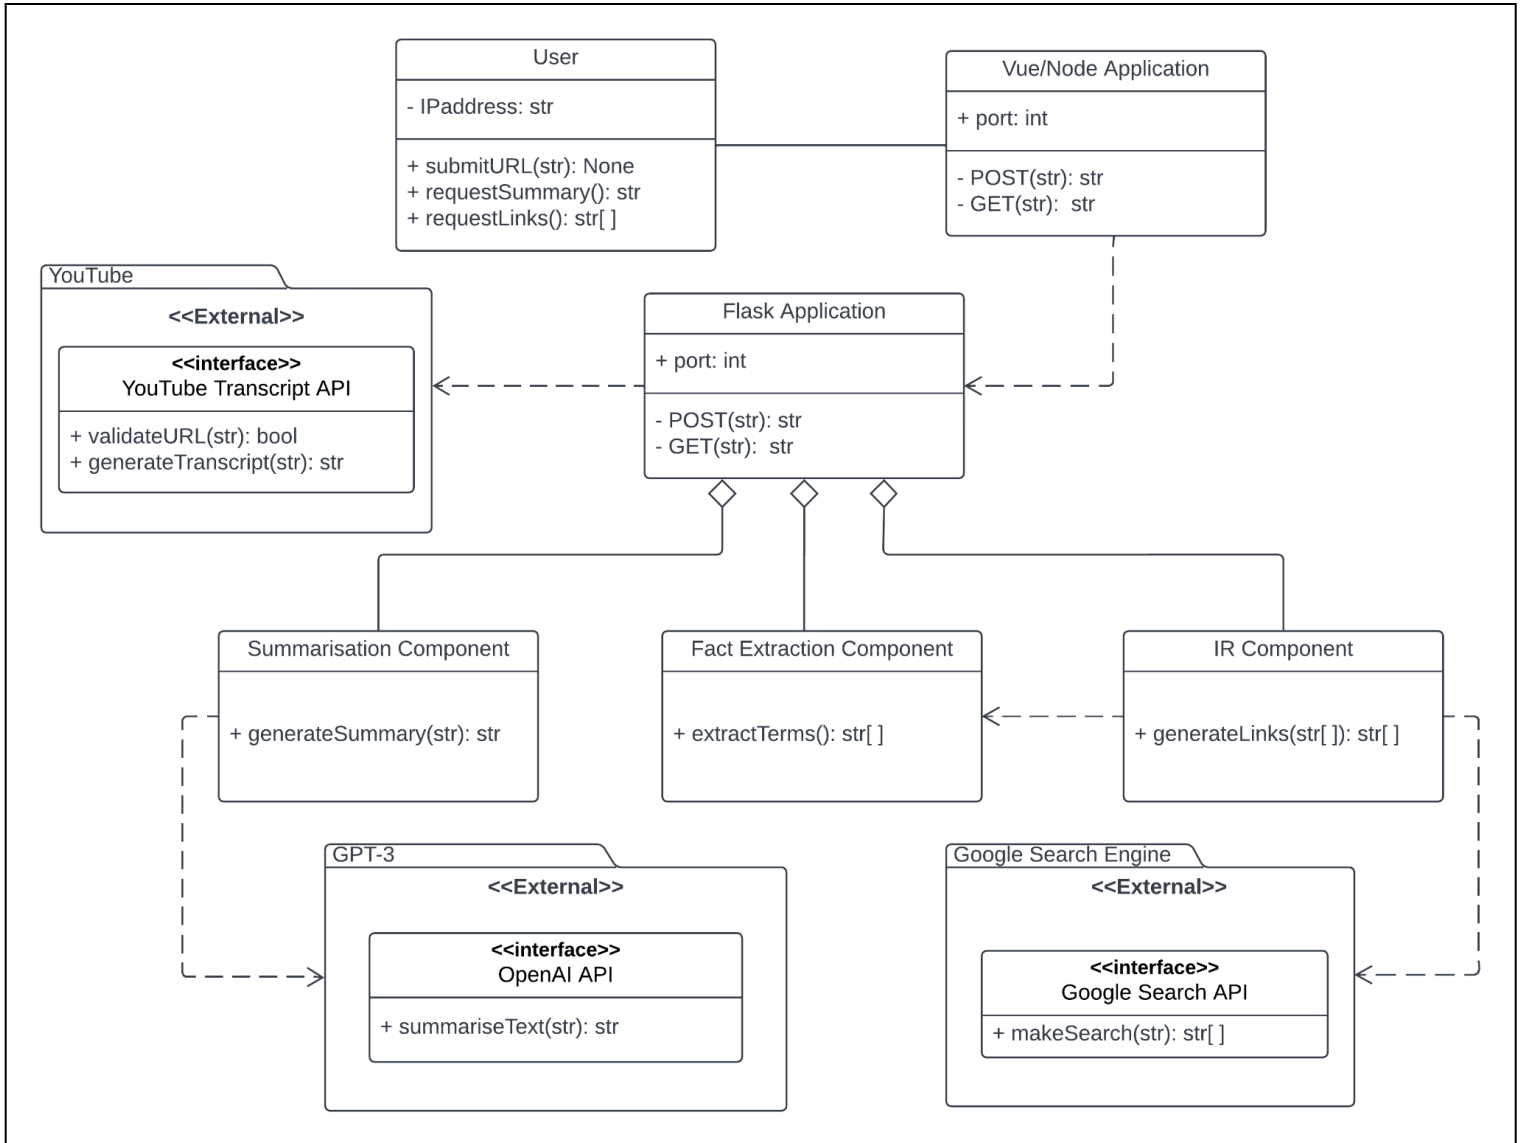 User
- IPaddress: str
+ submitURL(str): None
+ requestSummary(): str
+ requestLinks(): str[ ]
Vue/Node Application
+ port: int
- POST(str): str
- GET(str):  str
YouTube
<<External>>
<<interface>>
YouTube Transcript API
+ validateURL(str): bool
+ generateTranscript(str): str
Flask Application
+ port: int
- POST(str): str
- GET(str):  str
Summarisation Component
+ generateSummary(str): str
Fact Extraction Component
+ extractTerms(): str[ ]
IR Component
+ generateLinks(str[ ]): str[ ]
GPT-3
<<External>>
<<interface>>
OpenAI API
+ summariseText(str): str
Google Search Engine
<<External>>
<<interface>>
Google Search API
+ makeSearch(str): str[ ]